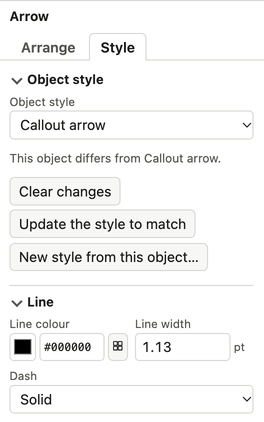 Arrow
Arrange Style
Object style
Object style
Callout arrow
This object differs from Callout arrow.
Clear changes
Update the style to match
New style from this object...
Line
Line colour Line width
#000000 1.13 pt
Dash
Solid